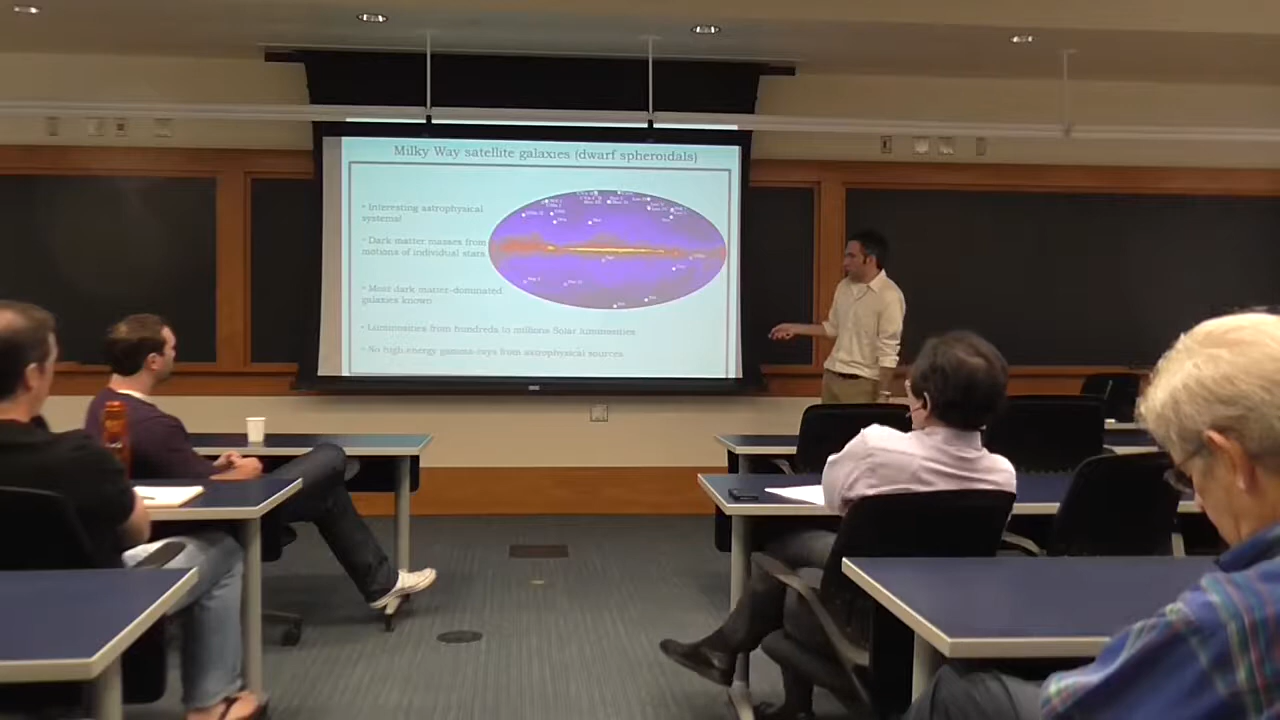 Milky Way satellite galaxies (dwarf spheroidals)
• Interesting astrophysical
systems!
• Dark matter masses from
motions of individual stars
• Most dark matter-dominated
galaxies known
• Luminosities from hundreds to millions Solar luminosities
• No high energy gamma-rays from astrophysical sources